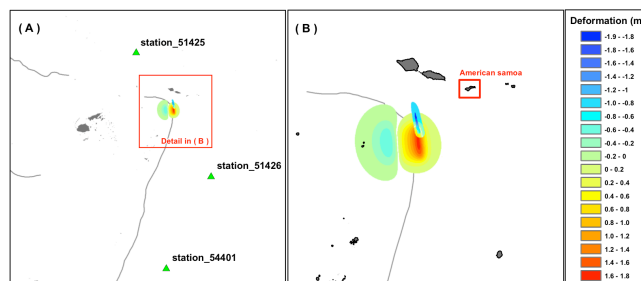 ( A )
station_51425
Detail in ( B )
station_51426
station_54401
( B )
American samoa
Deformation (m
-1.9 - -1.8
-1.8 - -1.6
-1.6 - -1.4
-1.4 - -1.2
-1.2 - -1
-1 - -0.8
-0.8 - -0.6
-0.6 - -0.4
-0.4 - -0.2
-0.2 - 0
0 - 0.2
0.2 - 0.4
0.4 - 0.6
0.6 - 0.8
0.8 - 1.0
1.0 - 1.2
1.2 - 1.4
1.4 - 1.6
1.6 - 1.8